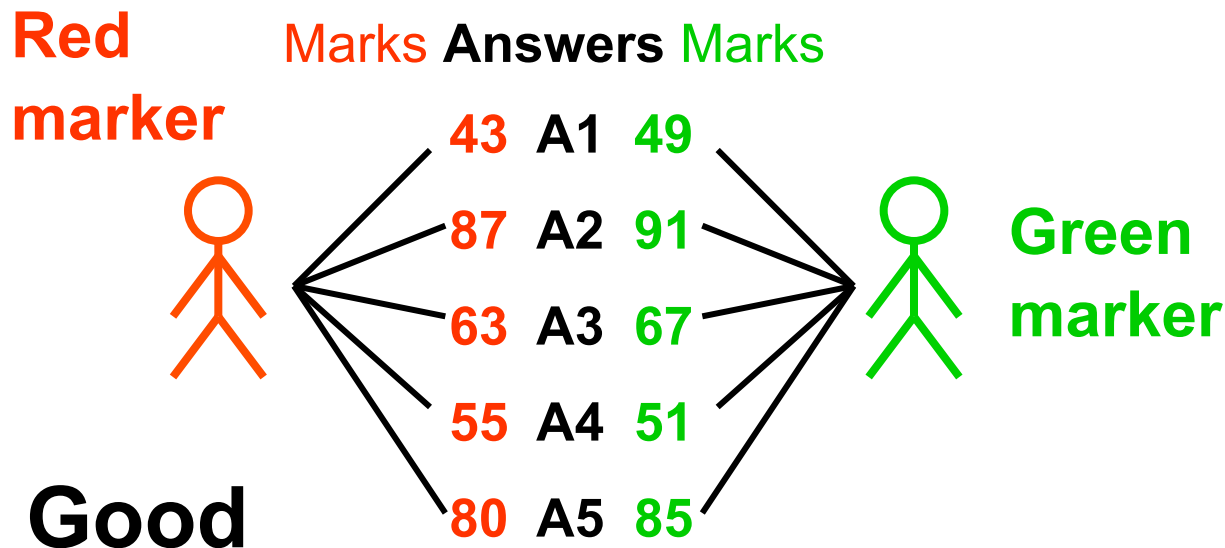 Red
marker
Marks Answers Marks
43 A1 49
87 A2 91
63 A3 67
55 A4 51
80 A5 85
Green
marker
Good